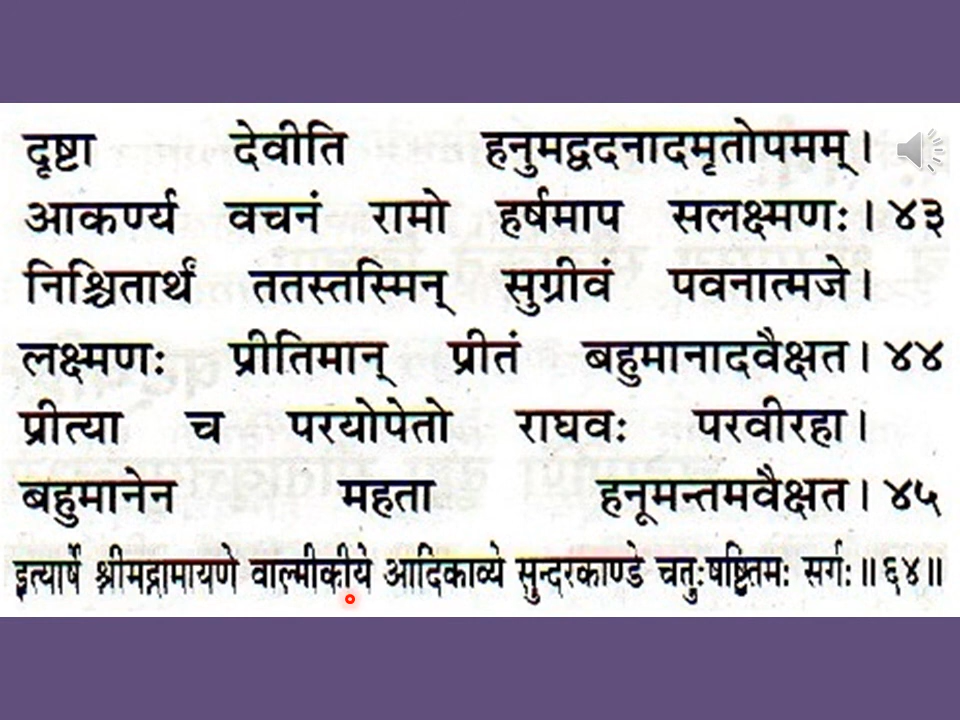 दृष्टा देवीति हनुमद्वदनादमृतोपमम्।
आकर्ण्य वचनं रामो हर्षमाप सलक्ष्मणः। ४३
निश्चितार्थं ततस्तस्मिन् सुग्रीवं पवनात्मजे।
लक्ष्मणः प्रीतिमान् प्रीतं बहुमानादवैक्षत। ४४
प्रीत्या च परयोपेतो राघवः परवीरहा।
बहुमानेन महता हनूमन्तमवैक्षत। ४५
इत्यार्षे श्रीमद्रामायणे वाल्मीकीये आदिकाव्ये सुन्दरकाण्डे चतुःषष्टितमः सर्गः॥६४॥